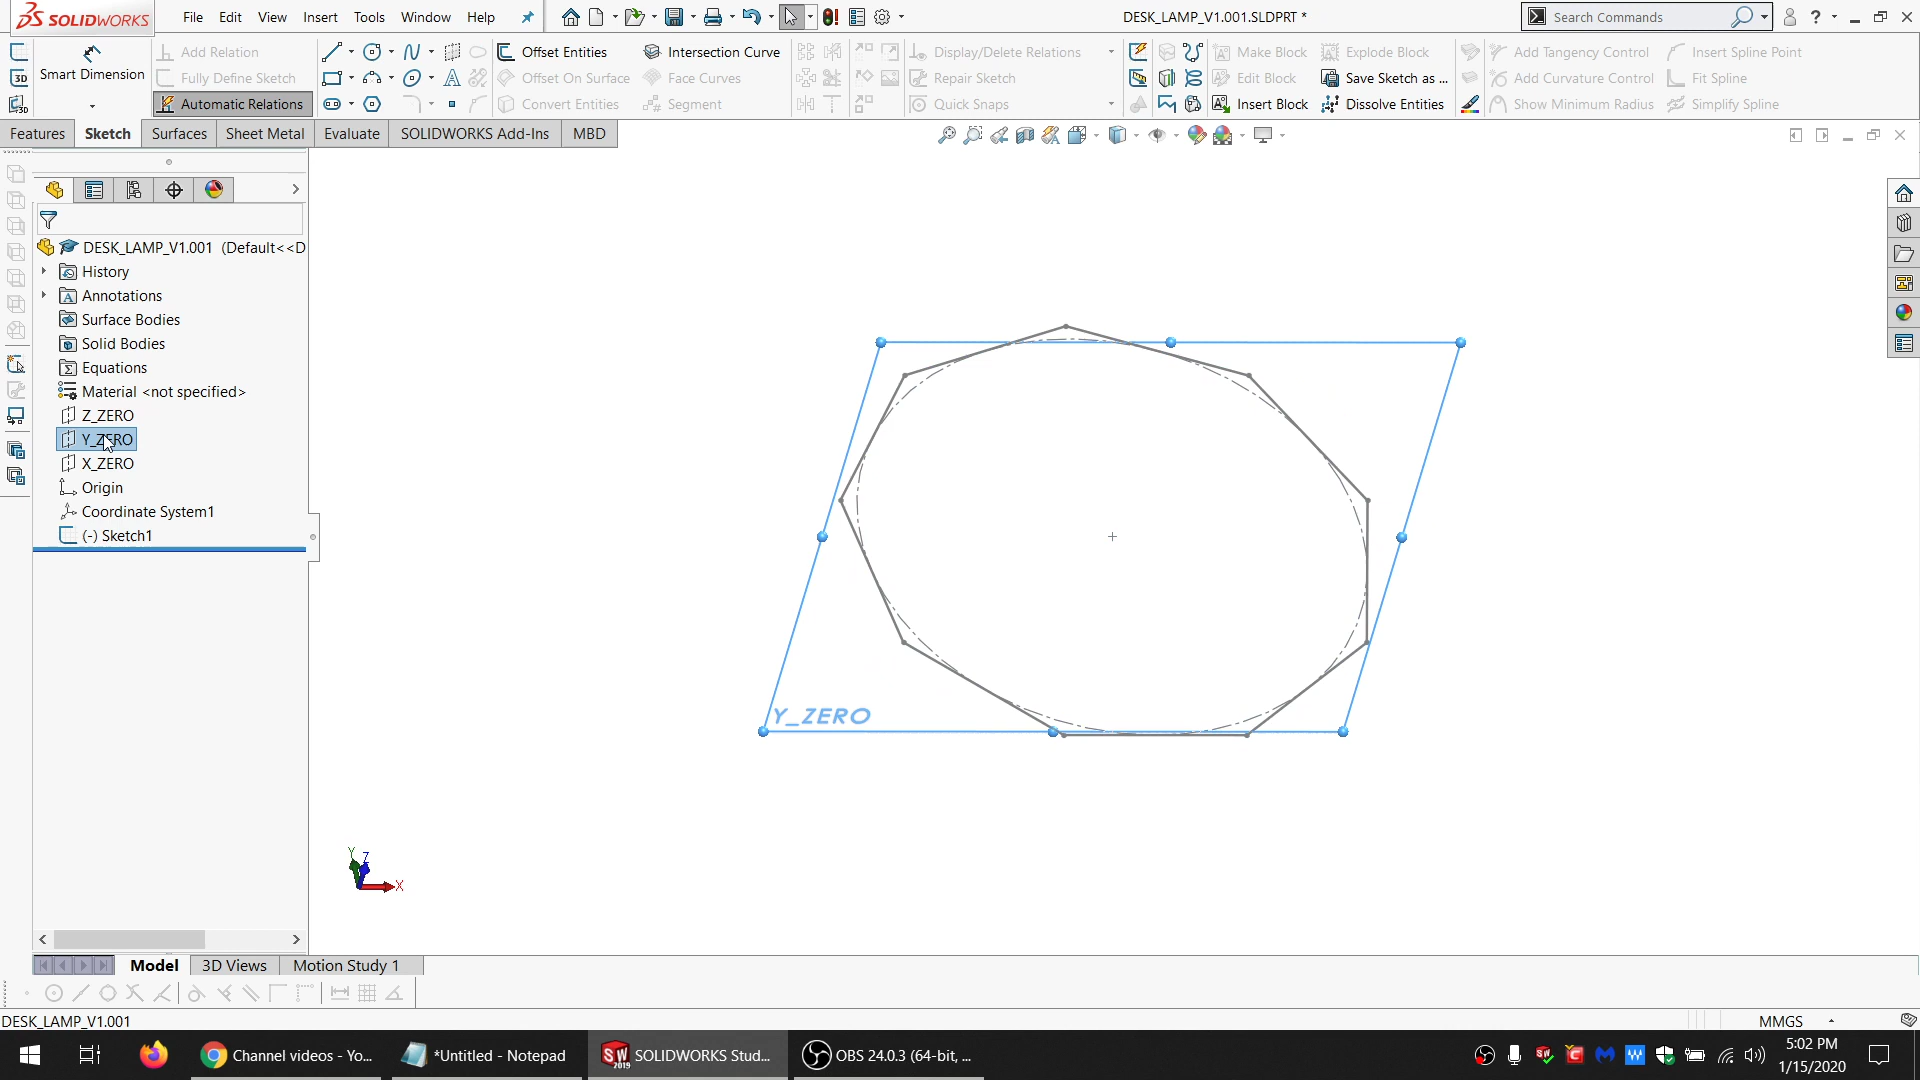 SOLIDWORKS
File Edit View Insert Tools Window Help
DESK_LAMP_V1.001.SLDPRT *
Search Commands
Smart Dimension
Add Relation
Fully Define Sketch
Automatic Relations
Offset Entities
Offset On Surface
Convert Entities
Intersection Curve
Face Curves
Segment
Display/Delete Relations
Repair Sketch
Quick Snaps
Make Block
Edit Block
Insert Block
Explode Block
Save Sketch as ...
Dissolve Entities
Add Tangency Control
Add Curvature Control
Show Minimum Radius
Insert Spline Point
Fit Spline
Simplify Spline
Features Sketch Surfaces Sheet Metal Evaluate SOLIDWORKS Add-Ins MBD
DESK_LAMP_V1.001 (Default<<D
History
Annotations
Surface Bodies
Solid Bodies
Equations
Material <not specified>
Z_ZERO
Y_ZERO
X_ZERO
Origin
Coordinate System1
(-) Sketch1
Y_ZERO
Y Z
X
Model 3D Views Motion Study 1
DESK_LAMP_V1.001
MMGS
Channel videos - Yo...
*Untitled - Notepad
SW 2019
SOLIDWORKS Stud...
OBS 24.0.3 (64-bit, ...
5:02 PM
1/15/2020